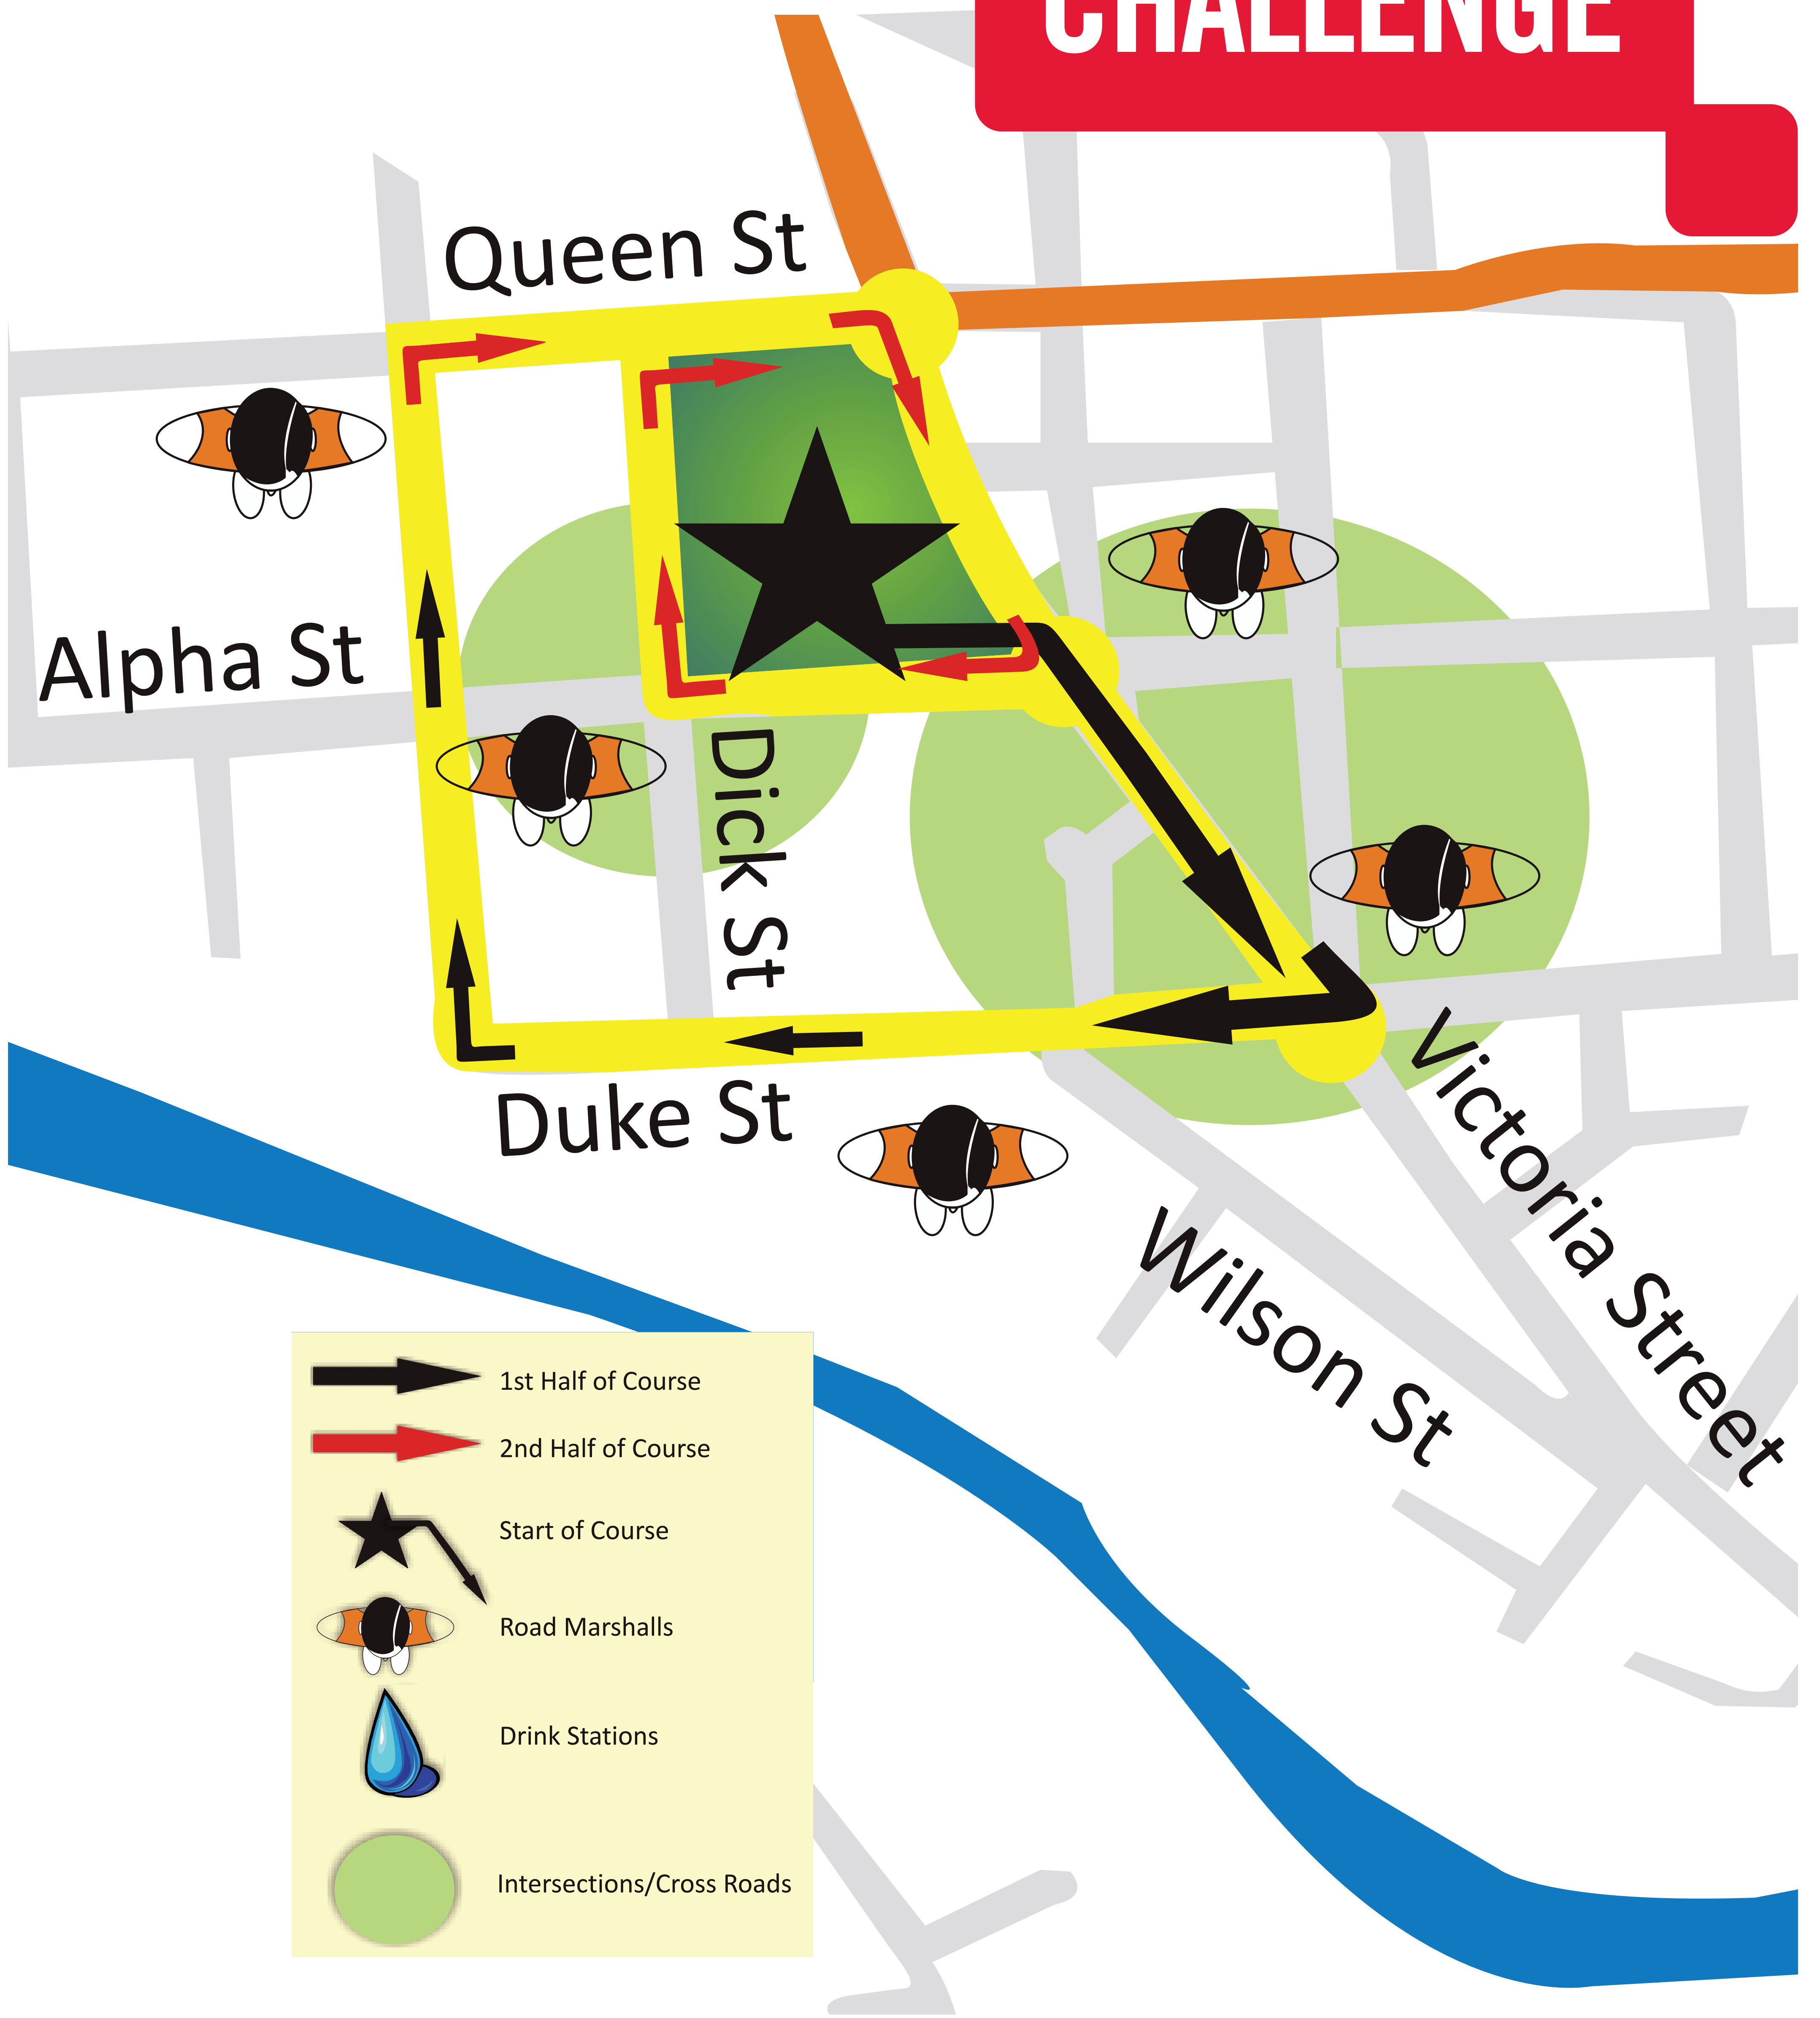 CHALLENGE
Queen St
Alpha St
Dick St
Duke St
Victoria Street
Wilson St
1st Half of Course
2nd Half of Course
Start of Course
Road Marshalls
Drink Stations
Intersections/Cross Roads